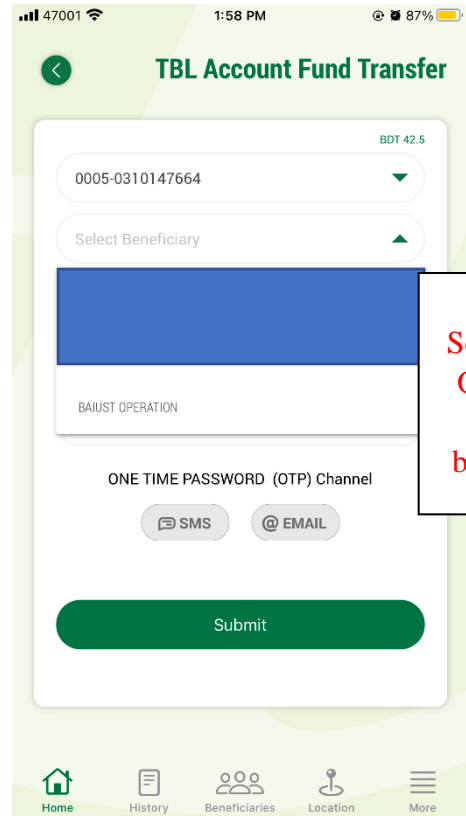 47001
1:58 PM
87%
TBL Account Fund Transfer
BDT 42.5
0005-0310147664
Select Beneficiary
BAIUST OPERATION
ONE TIME PASSWORD (OTP) Channel
SMS
@ EMAIL
Submit
Home
History
Beneficiaries
Location
More